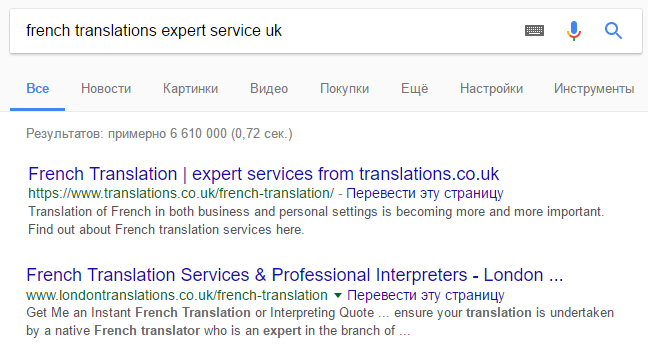 french translations expert service uk
Все Новости Картинки Видео Покупки Ещё Настройки Инструменты
Результатов: примерно 6 610 000 (0,72 сек.)
French Translation | expert services from translations.co.uk
https://www.translations.co.uk/french-translation/ - Перевести эту страницу
Translation of French in both business and personal settings is becoming more and more important.
Find out about French translation services here.
French Translation Services & Professional Interpreters - London ...
www.londontranslations.co.uk/french-translation Перевести эту страницу
Get Me an Instant French Translation or Interpreting Quote ... ensure your translation is undertaken
by a native French translator who is an expert in the branch of ...